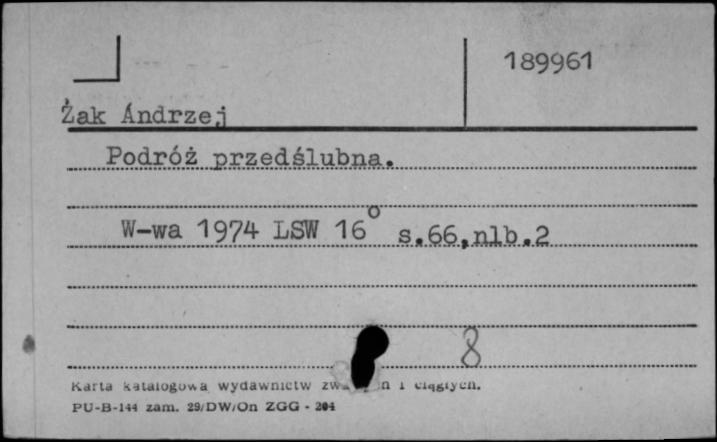 189961
Żak Andrzej
Podróż przedślubna.
W-wa 1974 LSW 16° s.66,nlb.2
8
Karta katalogowa wydawnictw i ciągłych.
PU-B-144 zam. 29/DW/On ZGG - 204